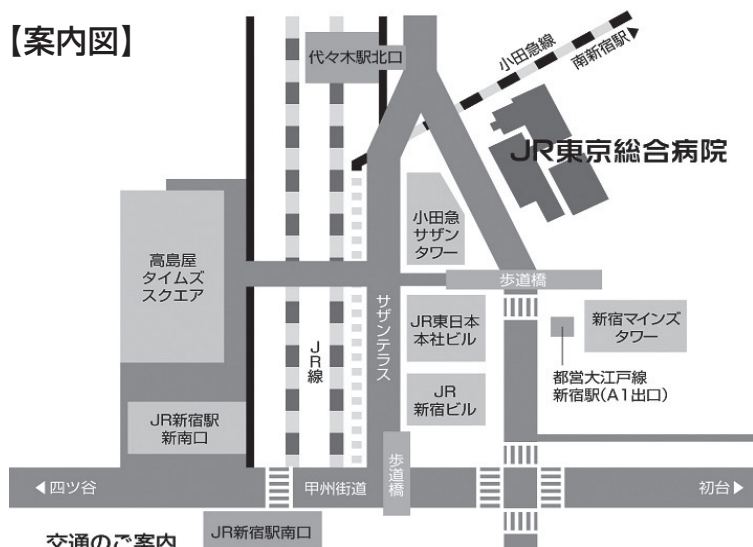 【案内図】
代々木駅北口
小田急線
南新宿駅▶
JR東京総合病院
小田急
サザン
タワー
高島屋
タイムズ
スクエア
歩道橋
サザンテラス
JR線
JR東日本
本社ビル
新宿マインズ
タワー
都営大江戸線
新宿駅(A1出口)
JR
新宿ビル
JR新宿駅
新南口
歩道橋
◀四ツ谷
甲州街道
初台▶
JR新宿駅南口
交通のご案内